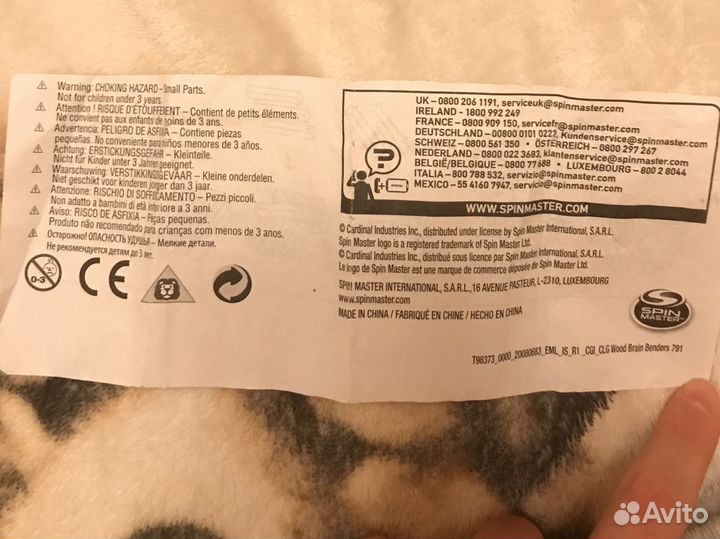 Warning: CHOKING HAZARD - Small Parts.
Not for children under 3 years.
Attention ! RISQUE D'ÉTOUFFEMENT – Contient de petits éléments.
Ne convient pas aux enfants de moins de 3 ans.
Advertencia: PELIGRO DE ASFIXIA – Contiene piezas
pequeñas. No conveniente para niños menores de 3 años.
Achtung: ERSTICKUNGSGEFAHR – Kleinteile.
Nicht für Kinder unter 3 Jahren geeignet.
Waarschuwing: VERSTIKKINGSGEVAAR – Kleine onderdelen.
Niet geschikt voor kinderen jonger dan 3 jaar.
Attenzione: RISCHIO DI SOFFOCAMENTO – Pezzi piccoli.
Non adatto a bambini di età inferiore a 3 anni.
Aviso: RISCO DE ASFIXIA – Peças pequenas.
Produto não recomendado para crianças com menos de 3 anos.
Осторожно! ОПАСНОСТЬ УДУШЬЯ – Мелкие детали.
Не рекомендуется детям до 3 лет.
0-3
CE
UK – 0800 206 1191, serviceuk@spinmaster.com
IRELAND - 1800 992 249
FRANCE – 0800 909 150, servicefr@spinmaster.com
DEUTSCHLAND – 00800 0101 0222, Kundenservice@spinmaster.com
SCHWEIZ – 0800 561 350 • ÖSTERREICH – 0800 297 267
NEDERLAND – 0800 022 3683, klantenservice@spinmaster.com
BELGIË/BELGIQUE – 0800 77688 • LUXEMBOURG – 800 2 8044
ITALIA – 800 788 532, servizio@spinmaster.com
MEXICO – 55 4160 7947, servicio@spinmaster.com
?
WWW.SPINMASTER.COM
© Cardinal Industries Inc., distributed under license by Spin Master International, S.A.R.L.
Spin Master logo is a registered trademark of Spin Master Ltd.
© Cardinal Industries Inc., distribué sous licence par Spin Master International, S.A.R.L.
Le logo de Spin Master est une marque de commerce déposée de Spin Master Ltd.
SPIN MASTER INTERNATIONAL, S.A.R.L., 16 AVENUE PASTEUR, L-2310, LUXEMBOURG
www.spinmaster.com
MADE IN CHINA / FABRIQUÉ EN CHINE / HECHO EN CHINA
SPIN
MASTER™
T98373_0000_20080683_EML_IS_R1 _CGI_CLG Wood Brain Benders 791
Avito